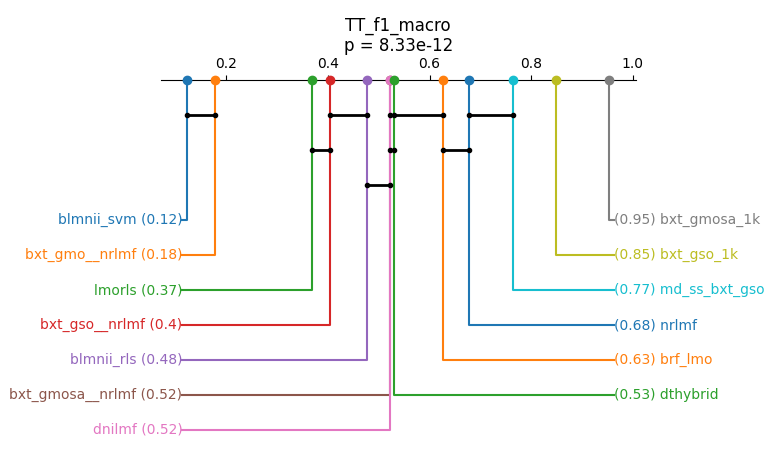 TT_f1_macro
p = 8.33e-12
0.2 0.4 0.6 0.8 1.0
blmnii_svm (0.12) (0.95) bxt_gmosa_1k
bxt_gmo__nrlmf (0.18) (0.85) bxt_gso_1k
lmorls (0.37) (0.77) md_ss_bxt_gso
bxt_gso__nrlmf (0.4) (0.68) nrlmf
blmnii_rls (0.48) (0.63) brf_lmo
bxt_gmosa__nrlmf (0.52) (0.53) dthybrid
dnilmf (0.52)